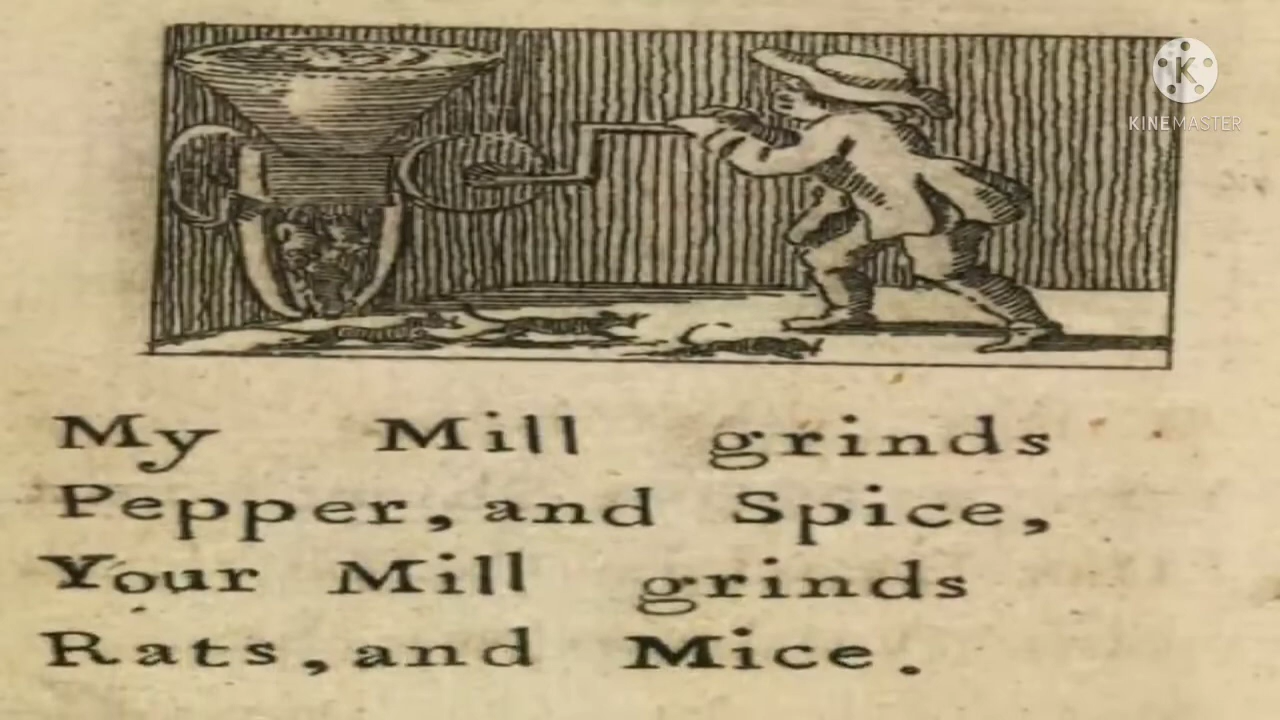 KINEMASTER
My Mill grinds
Pepper, and Spice,
Your Mill grinds
Rats, and Mice.